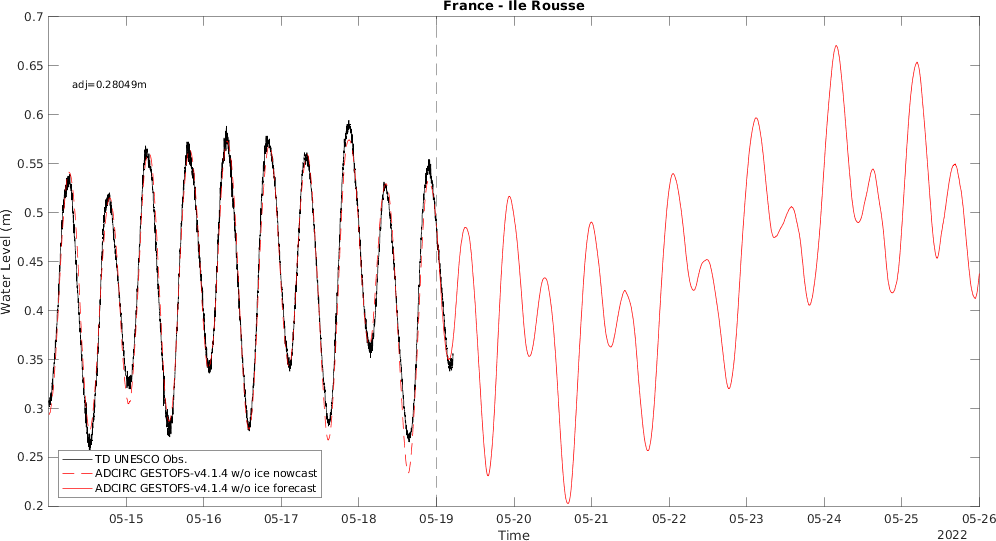 France - Ile Rousse
0.7
0.65
0.6
0.55
0.5
0.45
0.4
0.35
0.3
0.25
0.2
Water Level (m)
adj=0.28049m
TD UNESCO Obs.
ADCIRC GESTOFS-v4.1.4 w/o ice nowcast
ADCIRC GESTOFS-v4.1.4 w/o ice forecast
05-15 05-16 05-17 05-18 05-19 05-20 05-21 05-22 05-23 05-24 05-25 05-26
Time
2022